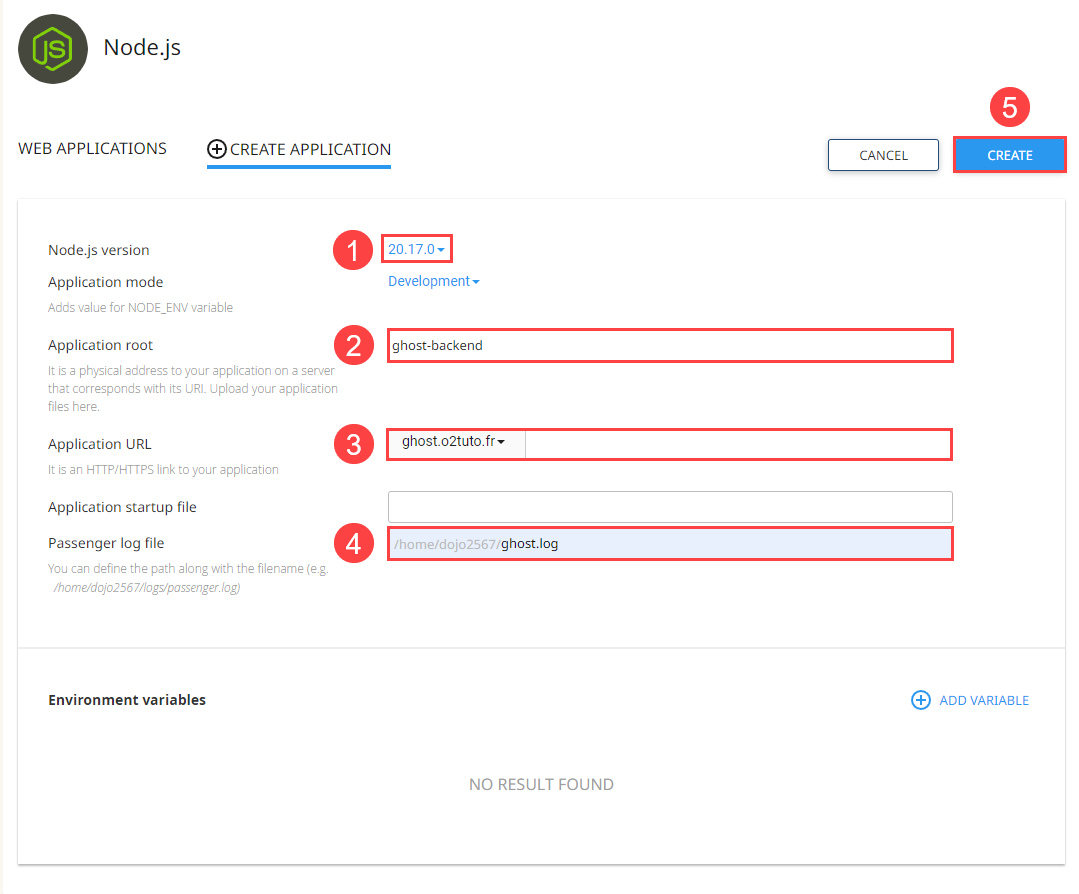 JS
Node.js
5
WEB APPLICATIONS
CREATE APPLICATION
CANCEL
CREATE
Node.js version
1
20.17.0
Application mode
Development
Adds value for NODE_ENV variable
Application root
2
ghost-backend
It is a physical address to your application on a server
that corresponds with its URI. Upload your application
files here.
Application URL
3
ghost.o2tuto.fr
It is an HTTP/HTTPS link to your application
Application startup file
Passenger log file
4
/home/dojo2567/ghost.log
You can define the path along with the filename (e.g.
/home/dojo2567/logs/passenger.log)
Environment variables
ADD VARIABLE
NO RESULT FOUND